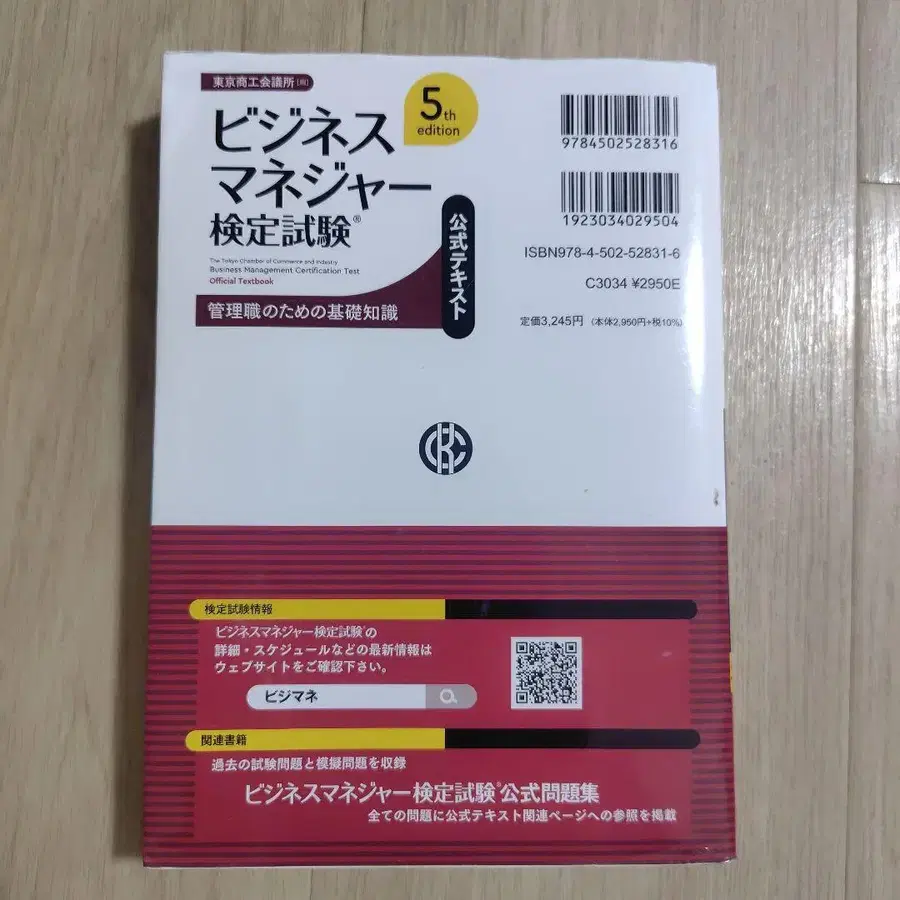 東京商工会議所[編]
5th
edition
ビジネス
マネジャー
検定試験®
The Tokyo Chamber of Commerce and Industry
Business Management Certification Test
Official Textbook
管理職のための基礎知識
公式テキスト
9784502528316
1923034029504
ISBN978-4-502-52831-6
C3034 ¥2950E
定価3,245円 (本体2,950円+税10%)
検定試験情報
ビジネスマネジャー検定試験®の
詳細・スケジュールなどの最新情報は
ウェブサイトをご確認下さい。
ビジマネ
関連書籍
過去の試験問題と模擬問題を収録
ビジネスマネジャー検定試験®公式問題集
全ての問題に公式テキスト関連ページへの参照を掲載